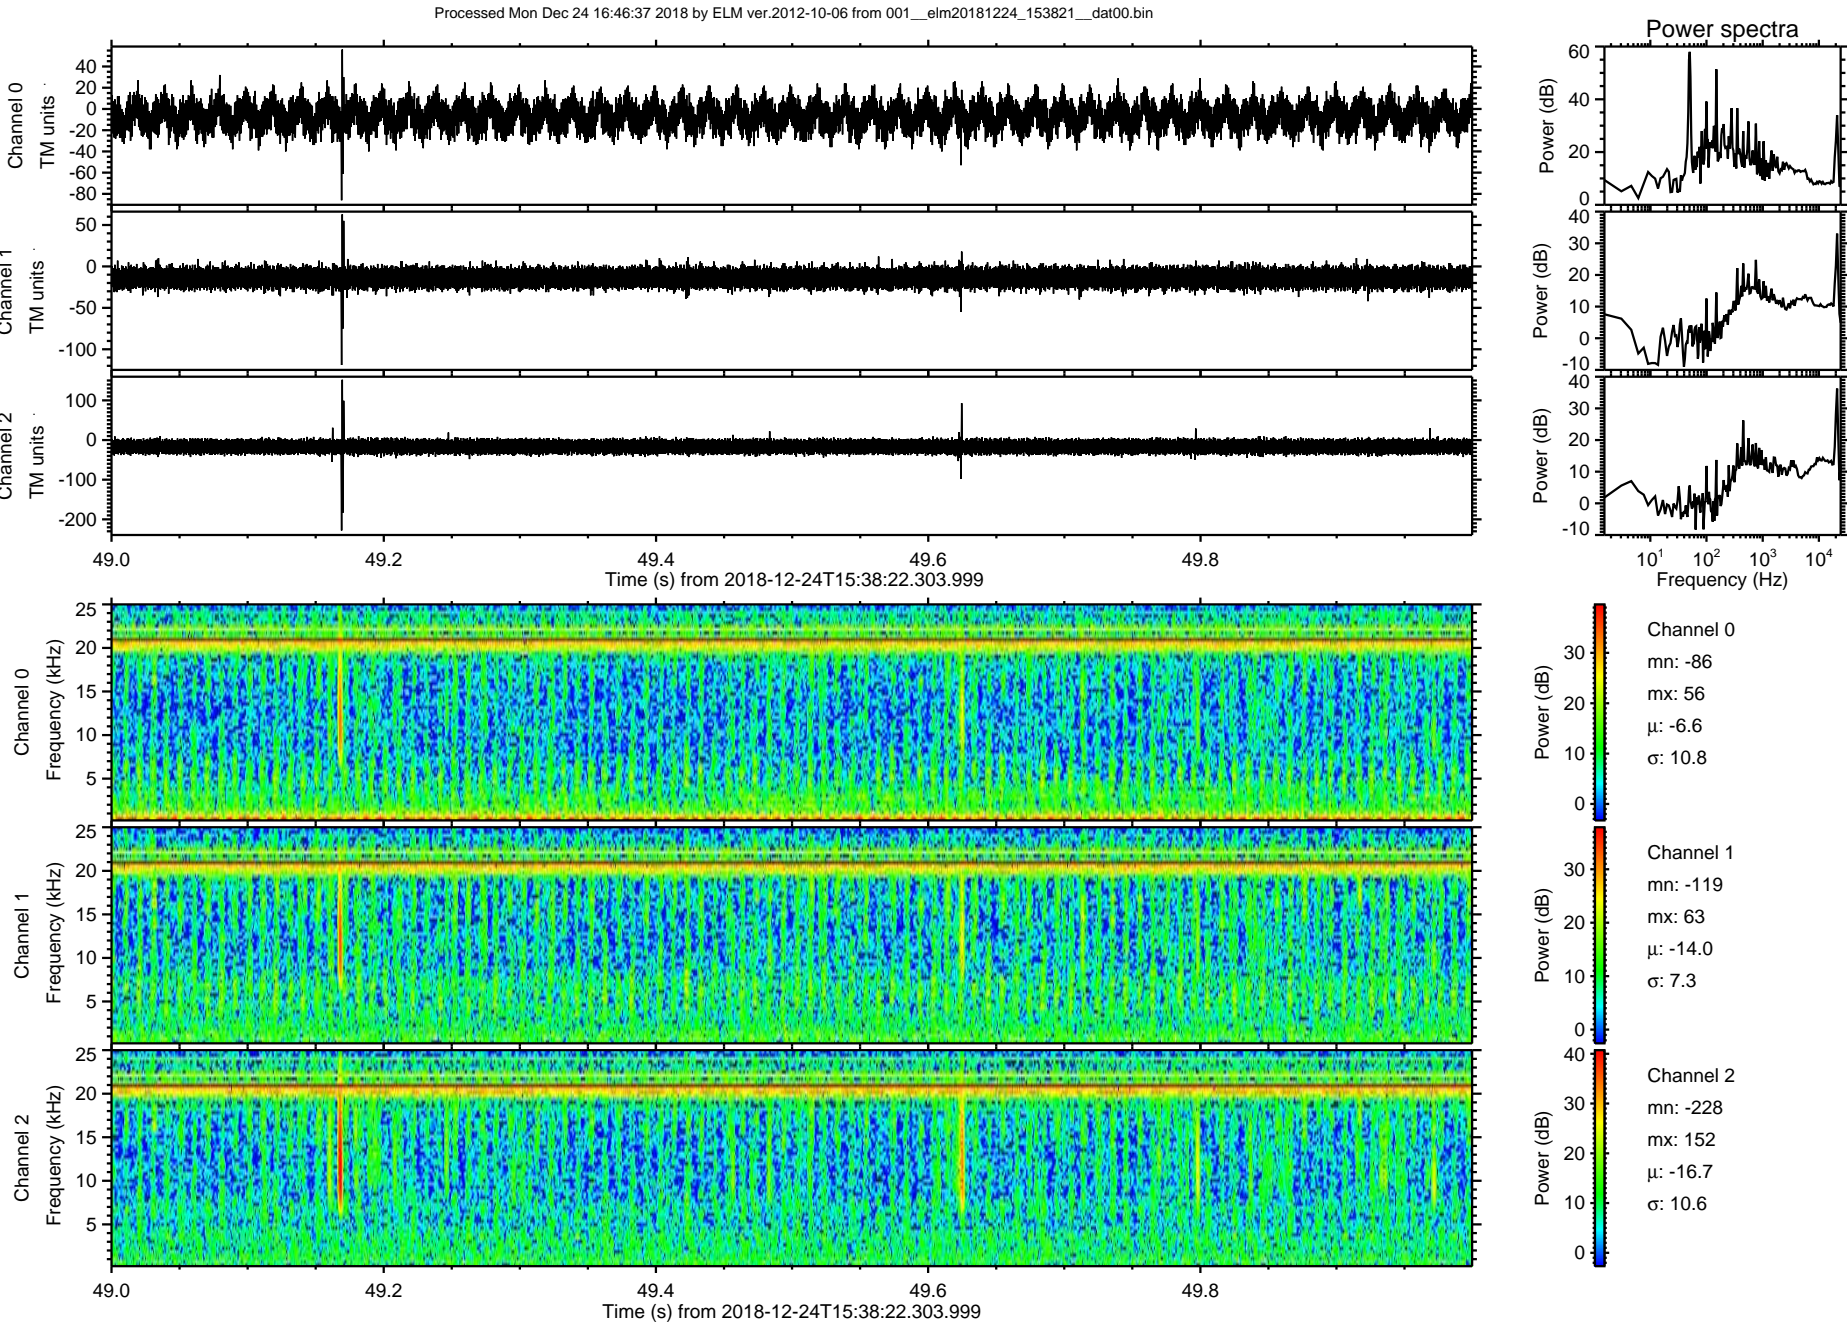 Processed Mon Dec 24 16:46:37 2018 by ELM ver.2012-10-06 from 001__elm20181224_153821__dat00.bin
Power spectra
Channel 0
TM units
40
20
0
-20
-40
-60
-80
Power (dB)
60
40
20
0
Channel 1
TM units
50
0
-50
-100
Power (dB)
40
30
20
10
0
-10
Channel 2
TM units
100
0
-100
-200
Power (dB)
40
30
20
10
0
-10
49.0 49.2 49.4 49.6 49.8
Time (s) from 2018-12-24T15:38:22.303.999
10^1 10^2 10^3 10^4
Frequency (Hz)
Channel 0
Frequency (kHz)
25
20
15
10
5
Power (dB)
30
20
10
0
Channel 0
mn: -86
mx: 56
μ: -6.6
σ: 10.8
Channel 1
Frequency (kHz)
25
20
15
10
5
Power (dB)
30
20
10
0
Channel 1
mn: -119
mx: 63
μ: -14.0
σ: 7.3
Channel 2
Frequency (kHz)
25
20
15
10
5
Power (dB)
40
30
20
10
0
Channel 2
mn: -228
mx: 152
μ: -16.7
σ: 10.6
49.0 49.2 49.4 49.6 49.8
Time (s) from 2018-12-24T15:38:22.303.999